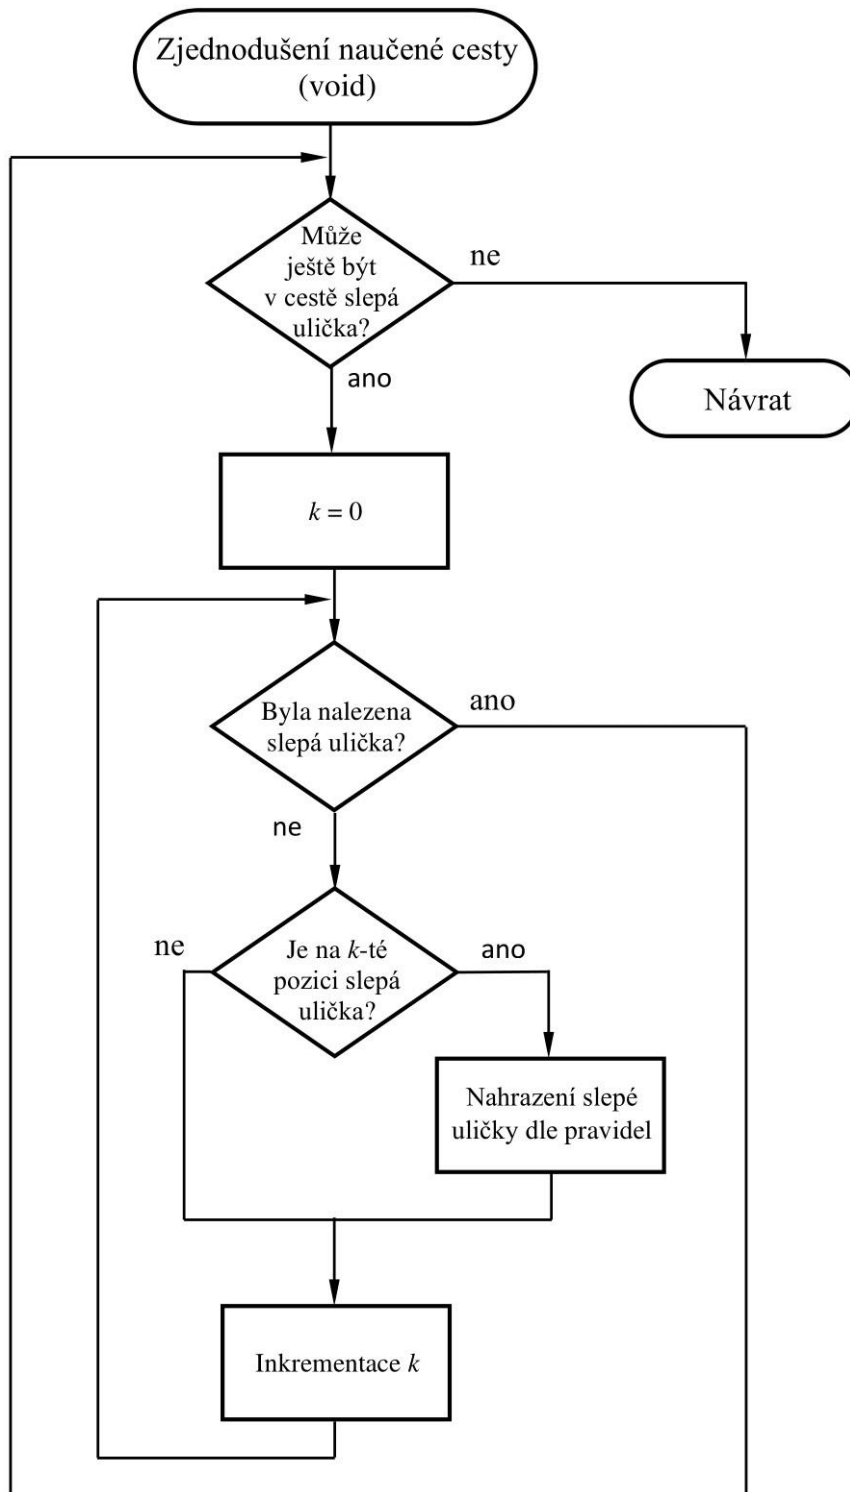 Zjednodušení naučené cesty
(void)
Může
ještě být
v cestě slepá
ulička?
ne
ano
Návrat
k = 0
Byla nalezena
slepá ulička?
ano
ne
Je na k-té
pozici slepá
ulička?
ne
ano
Nahrazení slepé
uličky dle pravidel
Inkrementace k